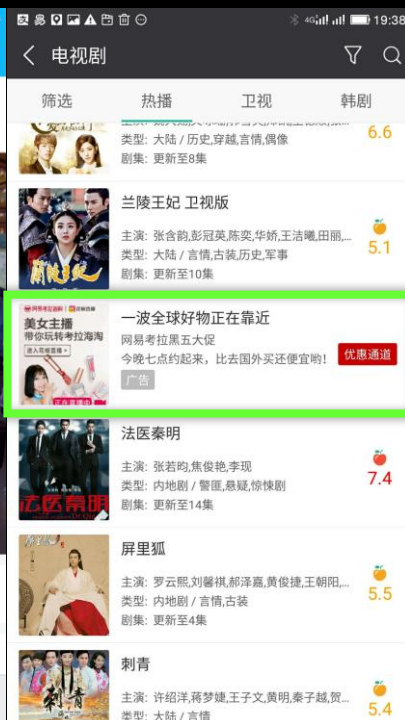 4G 19:38
电视剧
筛选 热播 卫视 韩剧
类型: 大陆 / 历史,穿越,言情,偶像
6.6
剧集: 更新至8集
兰陵王妃 卫视版
主演: 张含韵,彭冠英,陈奕,华娇,王洁曦,田丽,...
类型: 大陆 / 言情,古装,历史,军事
5.1
剧集: 更新至10集
兰陵王妃
美女主播
带你玩转考拉海淘
一波全球好物正在靠近
网易考拉黑五大促
今晚七点约起来，比去国外买还便宜哟！
优惠通道
广告
法医秦明
法医秦明
主演: 张若昀,焦俊艳,李现
类型: 内地剧 / 警匪,悬疑,惊悚剧
7.4
剧集: 更新至14集
屏里狐
主演: 罗云熙,刘馨祺,郝泽嘉,黄俊捷,王朝阳,...
类型: 内地剧 / 言情,古装
5.5
剧集: 更新至4集
刺青
刺青
主演: 许绍洋,蒋梦婕,王子文,黄明,秦子越,贺...
类型: 大陆 / 言情
5.4